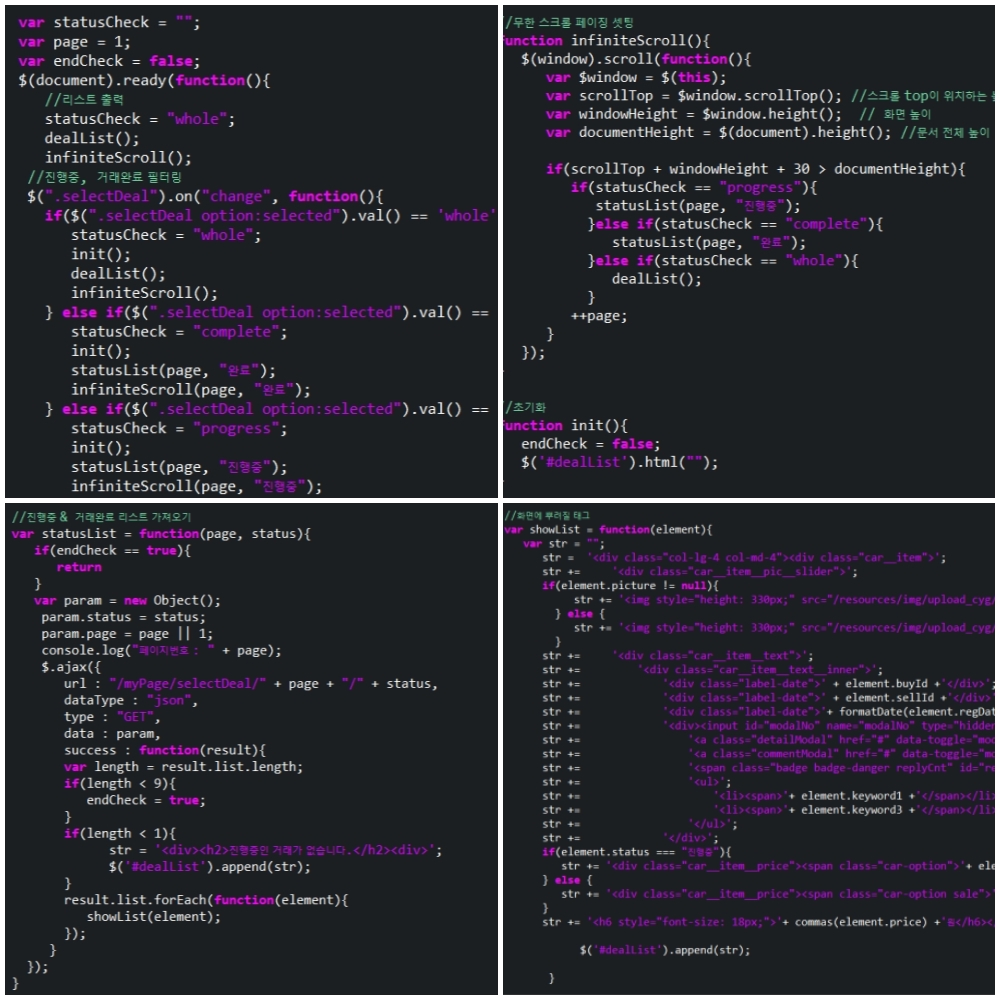 var statusCheck = "";
var page = 1;
var endCheck = false;
$(document).ready(function(){
//리스트 출력
statusCheck = "whole";
dealList();
infiniteScroll();
//진행중, 거래완료 필터링
$(".selectDeal").on("change", function(){
if($(".selectDeal option:selected").val() == 'whole'
statusCheck = "whole";
init();
dealList();
infiniteScroll();
} else if($(".selectDeal option:selected").val() ==
statusCheck = "complete";
init();
statusList(page, "완료");
infiniteScroll(page, "완료");
} else if($(".selectDeal option:selected").val() ==
statusCheck = "progress";
init();
statusList(page, "진행중");
infiniteScroll(page, "진행중");
/무한 스크롤 페이징 셋팅
function infiniteScroll(){
$(window).scroll(function(){
var $window = $(this);
var scrollTop = $window.scrollTop(); //스크롤 top이 위치하는
var windowHeight = $window.height(); // 화면 높이
var documentHeight = $(document).height(); //문서 전체 높이
if(scrollTop + windowHeight + 30 > documentHeight){
if(statusCheck == "progress"){
statusList(page, "진행중");
}else if(statusCheck == "complete"){
statusList(page, "완료");
}else if(statusCheck == "whole"){
dealList();
}
++page;
}
});
/초기화
function init(){
endCheck = false;
$('#dealList').html("");
//진행중 & 거래완료 리스트 가져오기
var statusList = function(page, status){
if(endCheck == true){
return
}
var param = new Object();
param.status = status;
param.page = page || 1;
console.log("페이지번호 : " + page);
$.ajax({
url : "/myPage/selectDeal/" + page + "/" + status,
dataType : "json",
type : "GET",
data : param,
success : function(result){
var length = result.list.length;
if(length < 9){
endCheck = true;
}
if(length < 1){
str = '<div><h2>진행중인 거래가 없습니다.</h2><div>';
$('#dealList').append(str);
}
result.list.forEach(function(element){
showList(element);
});
}
});
}
//화면에 뿌려질 태그
var showList = function(element){
var str = "";
str = '<div class="col-lg-4 col-md-4"><div class="car__item">';
str += '<div class="car__item__pic__slider">';
if(element.picture != null){
str += '<img style="height: 330px;" src="/resources/img/upload_cyg/
} else {
str += '<img style="height: 330px;" src="/resources/img/upload_cyg/
}
str += '<div class="car__item__text">';
str += '<div class="car__item__text__inner">';
str += '<div class="label-date">' + element.buyId +'</div>';
str += '<div class="label-date">' + element.sellId +'</div>'
str += '<div class="label-date">'+ formatDate(element.regDat
str += '<div><input id="modalNo" name="modalNo" type="hidden
str += '<a class="detailModal" href="#" data-toggle="mod
str += '<a class="commentModal" href="#" data-toggle="mo
str += '<span class="badge badge-danger replyCnt" id="re
str += '<ul>';
str += '<li><span>'+ element.keyword1 +'</span></li>
str += '<li><span>'+ element.keyword3 +'</span></li>
str += '</ul>';
str += '</div>';
if(element.status === "진행중"){
str += '<div class="car__item__price"><span class="car-option">'+ ele
} else {
str += '<div class="car__item__price"><span class="car-option sale">'
}
str += '<h6 style="font-size: 18px;">'+ commas(element.price) +'원</h6><
$('#dealList').append(str);
}